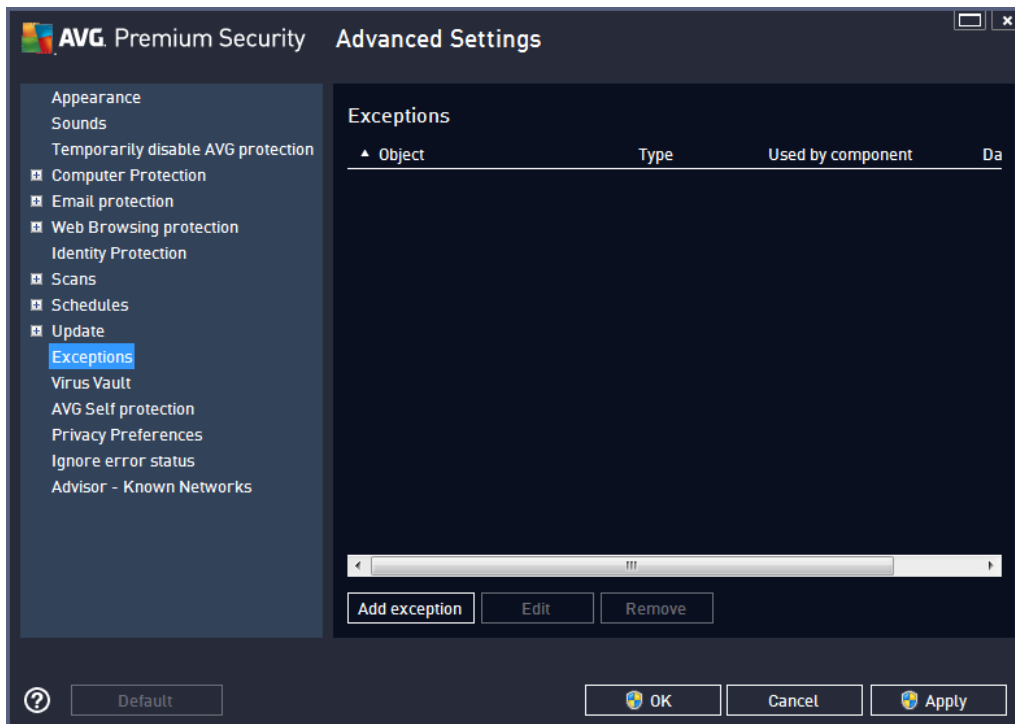 AVG. Premium Security
Advanced Settings
Appearance
Sounds
Temporarily disable AVG protection
Computer Protection
Email protection
Web Browsing protection
Identity Protection
Scans
Schedules
Update
Exceptions
Virus Vault
AVG Self protection
Privacy Preferences
Ignore error status
Advisor - Known Networks
Exceptions
Object Type Used by component Da
Add exception Edit Remove
Default OK Cancel Apply